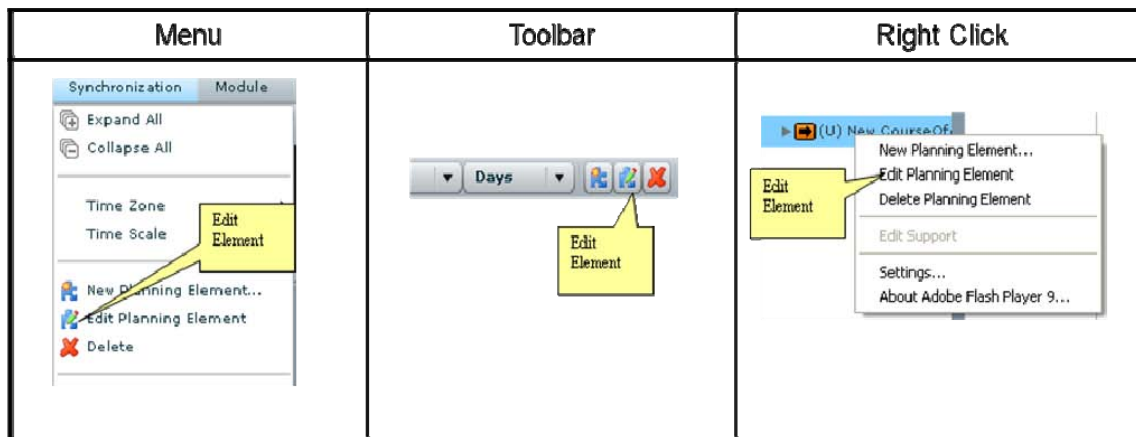 Menu
Toolbar
Right Click
Synchronization Module
Expand All
Collapse All
Time Zone
Time Scale
Edit
Element
New Planning Element...
Edit Planning Element
Delete
Days
Edit
Element
(U) New CourseOf
New Planning Element...
Edit Planning Element
Delete Planning Element
Edit Support
Settings...
About Adobe Flash Player 9...
Edit
Element